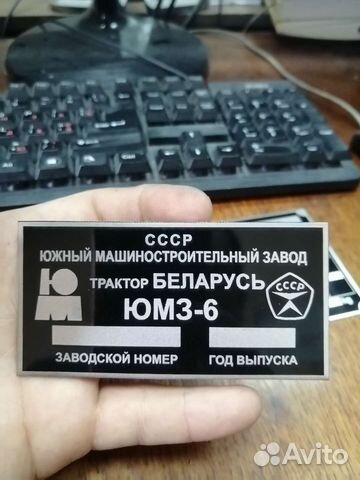 СССР
ЮЖНЫЙ МАШИНОСТРОИТЕЛЬНЫЙ ЗАВОД
ЮМ
ТРАКТОР БЕЛАРУСЬ
СССР
ЮМЗ-6
ЗАВОДСКОЙ НОМЕР
ГОД ВЫПУСКА
Avito